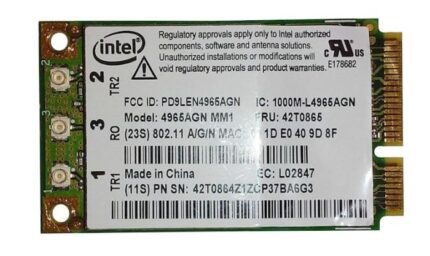 intel
Regulatory approvals apply only to Intel authorized
components, software and antenna solutions.
Unauthorized installations or modifications will
void regulatory and product approvals.
RU
E178682
FCC ID: PD9LEN4965AGN IC: 1000M-L4965AGN
Model: 4965AGN MM1 FRU: 42T0865
(23S) 802.11 A/G/N MAC 1D E0 40 9D 8F
Made in China EC: L02847
(11S) PN SN:
2 TR2
3 RO
1 TR1